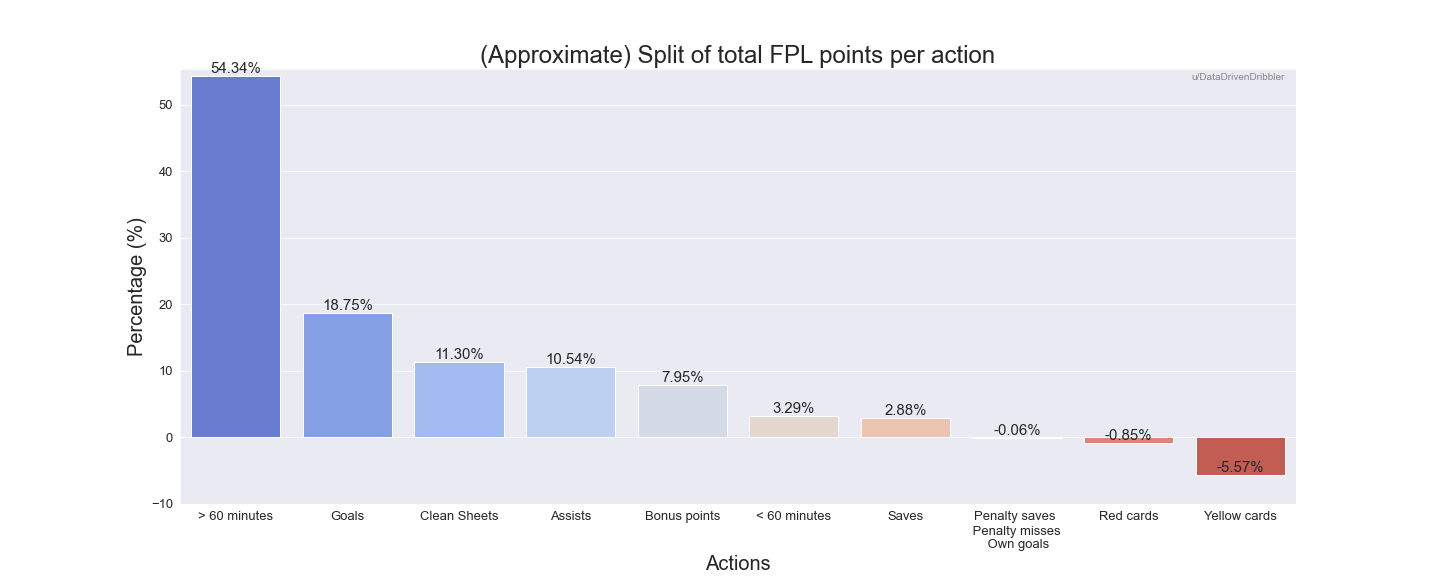 (Approximate) Split of total FPL points per action
u/DataDrivenDribbler
Percentage (%)
50
40
30
20
10
0
−10
54.34%
18.75%
11.30%
10.54%
7.95%
3.29%
2.88%
-0.06%
-0.85%
-5.57%
> 60 minutes
Goals
Clean Sheets
Assists
Bonus points
< 60 minutes
Saves
Penalty saves
Penalty misses
Own goals
Red cards
Yellow cards
Actions